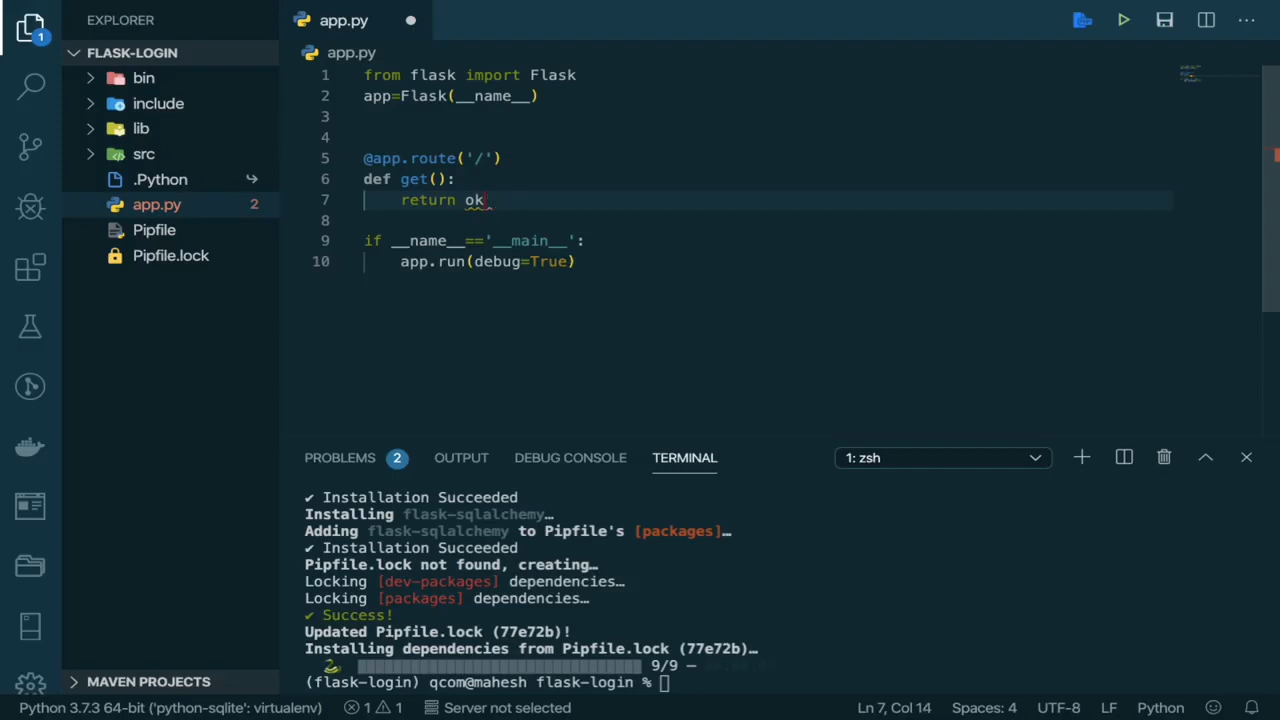 EXPLORER
1
FLASK-LOGIN
bin
include
lib
src
.Python
app.py 2
Pipfile
Pipfile.lock
MAVEN PROJECTS
app.py
app.py
1 from flask import Flask
2 app=Flask(__name__)
3
4
5 @app.route('/')
6 def get():
7 return ok
8
9 if __name__=='__main__':
10 app.run(debug=True)
PROBLEMS 2 OUTPUT DEBUG CONSOLE TERMINAL 1: zsh
✔ Installation Succeeded
Installing flask-sqlalchemy…
Adding flask-sqlalchemy to Pipfile's [packages]…
✔ Installation Succeeded
Pipfile.lock not found, creating…
Locking [dev-packages] dependencies…
Locking [packages] dependencies…
✔ Success!
Updated Pipfile.lock (77e72b)!
Installing dependencies from Pipfile.lock (77e72b)…
9/9 —
(flask-login) qcom@mahesh flask-login %
Python 3.7.3 64-bit ('python-sqlite': virtualenv) 1 1 Server not selected Ln 7, Col 14 Spaces: 4 UTF-8 LF Python